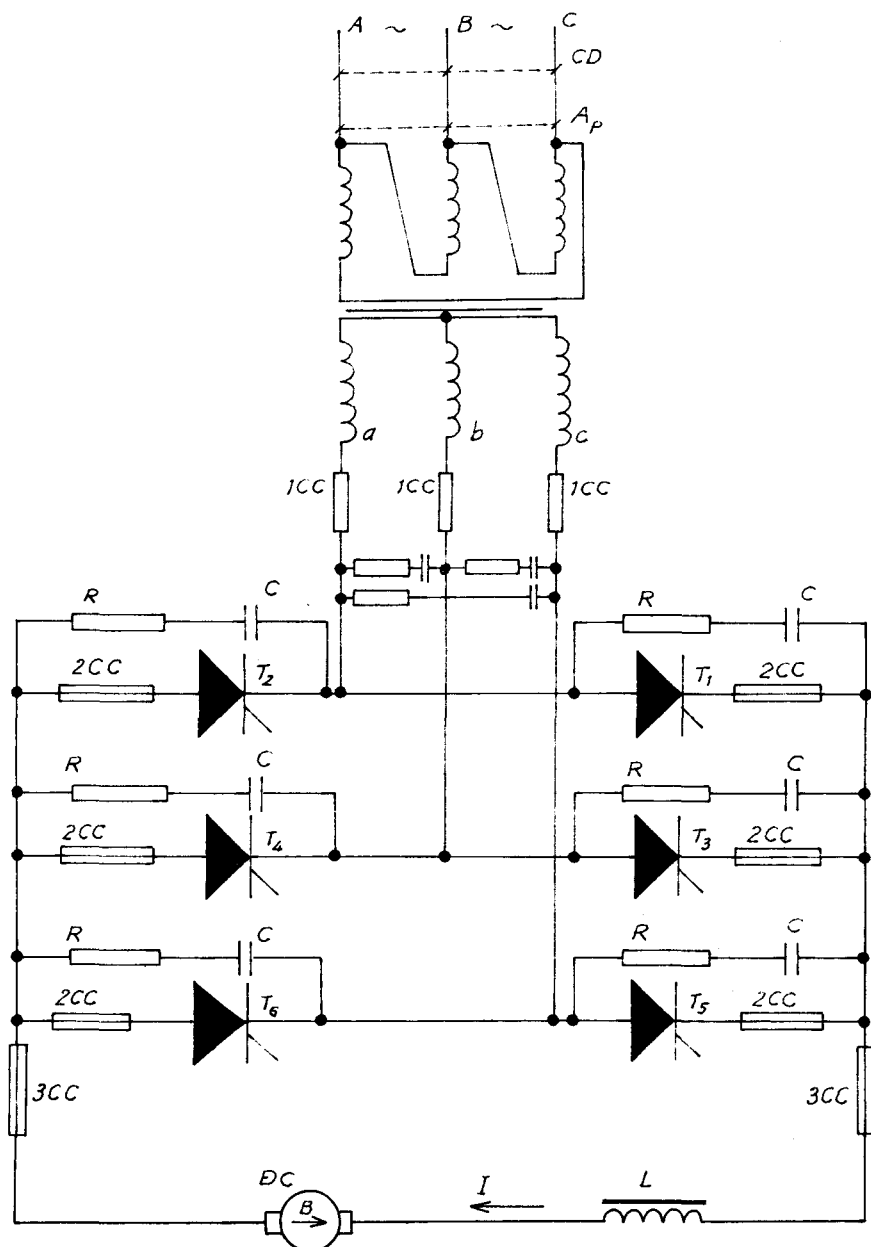 A ~ B ~ C
CD
Ap
a b c
1CC 1CC 1CC
R C R C
2CC T2 T1 2CC
R C R C
2CC T4 T3 2CC
R C R C
2CC T6 T5 2CC
3CC 3CC
ĐC I L
B